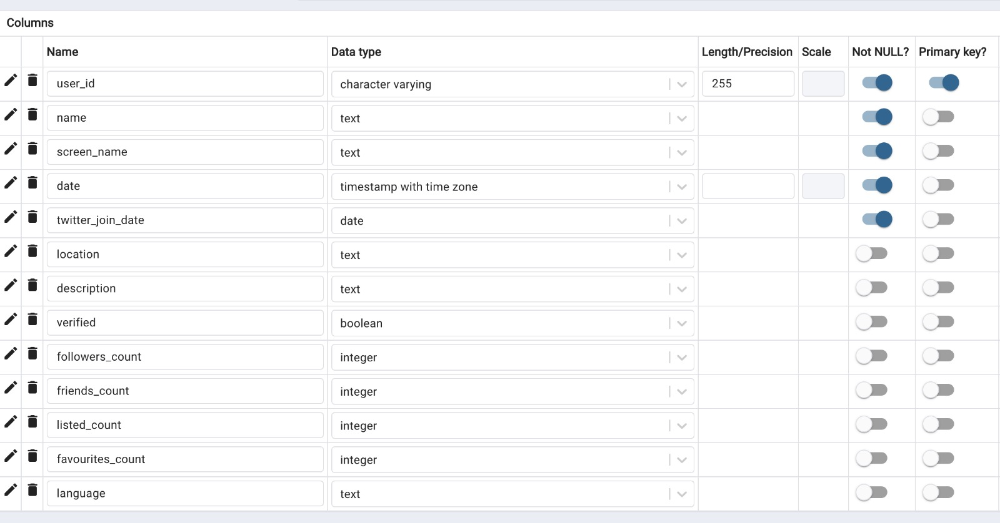 Columns
Name Data type Length/Precision Scale Not NULL? Primary key?
user_id character varying 255
name text
screen_name text
date timestamp with time zone
twitter_join_date date
location text
description text
verified boolean
followers_count integer
friends_count integer
listed_count integer
favourites_count integer
language text